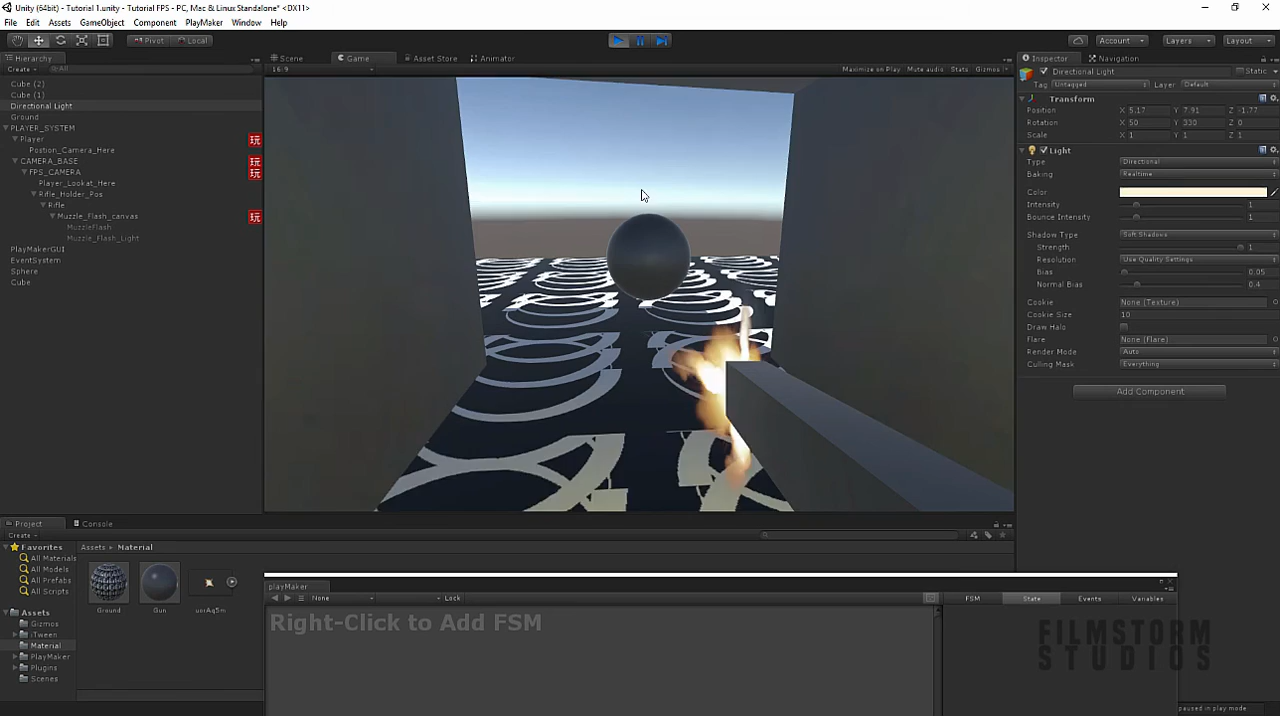 Unity (64bit) - Tutorial 1.unity - Tutorial FPS - PC, Mac & Linux Standalone* <DX11>
File Edit Assets GameObject Component PlayMaker Window Help
Pivot Local Account Layers Layout
Hierarchy Scene Game Asset Store Animator Inspector Navigation
Create All 16:9 Maximize on Play Mute audio Stats Gizmos
Directional Light Static
Tag Untagged Layer Default
Cube (2)
Cube (1)
Directional Light
Ground
PLAYER_SYSTEM
Player
玩
Postion_Camera_Here
CAMERA_BASE
玩
FPS_CAMERA
玩
Player_Lookat_Here
Rifle_Holder_Pos
Rifle
Muzzle_Flash_canvas
玩
MuzzleFlash
Muzzle_Flash_Light
PlayMakerGUI
EventSystem
Sphere
Cube
Transform
Position X 5.17 Y 7.91 Z -1.77
Rotation X 50 Y 330 Z 0
Scale X 1 Y 1 Z 1
Light
Type Directional
Baking Realtime
Color
Intensity 1
Bounce Intensity 1
Shadow Type Soft Shadows
Strength 1
Resolution Use Quality Settings
Bias 0.05
Normal Bias 0.4
Cookie None (Texture)
Cookie Size 10
Draw Halo
Flare None (Flare)
Render Mode Auto
Culling Mask Everything
Add Component
Project Console
Create
Favorites
All Materials
All Models
All Prefabs
All Scripts
Assets
Gizmos
iTween
Material
PlayMaker
Plugins
Scenes
Assets Material
Ground Gun
playMaker
None Lock FSM State Events Variables
Right-Click to Add FSM
FILMSTORM
STUDIOS
paused in play mode